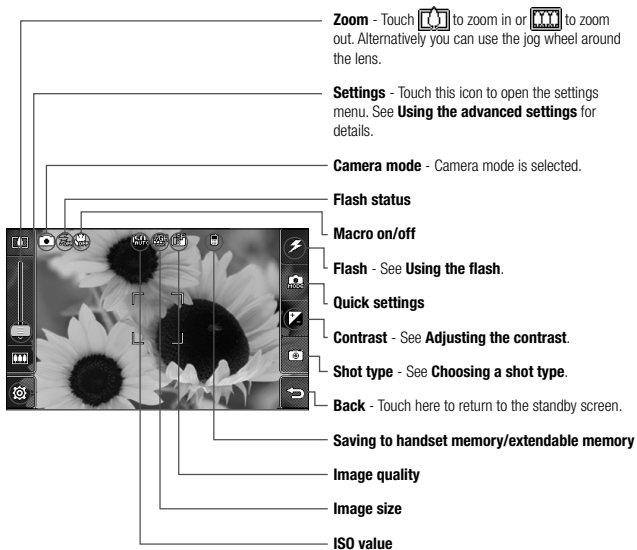 Zoom - Touch to zoom in or to zoom
out. Alternatively you can use the jog wheel around
the lens.
Settings - Touch this icon to open the settings
menu. See Using the advanced settings for
details.
Camera mode - Camera mode is selected.
Flash status
Macro on/off
Flash - See Using the flash.
Quick settings
Contrast - See Adjusting the contrast.
Shot type - See Choosing a shot type.
Back - Touch here to return to the standby screen.
Saving to handset memory/extendable memory
Image quality
Image size
ISO value
ISO
AUTO
MODE